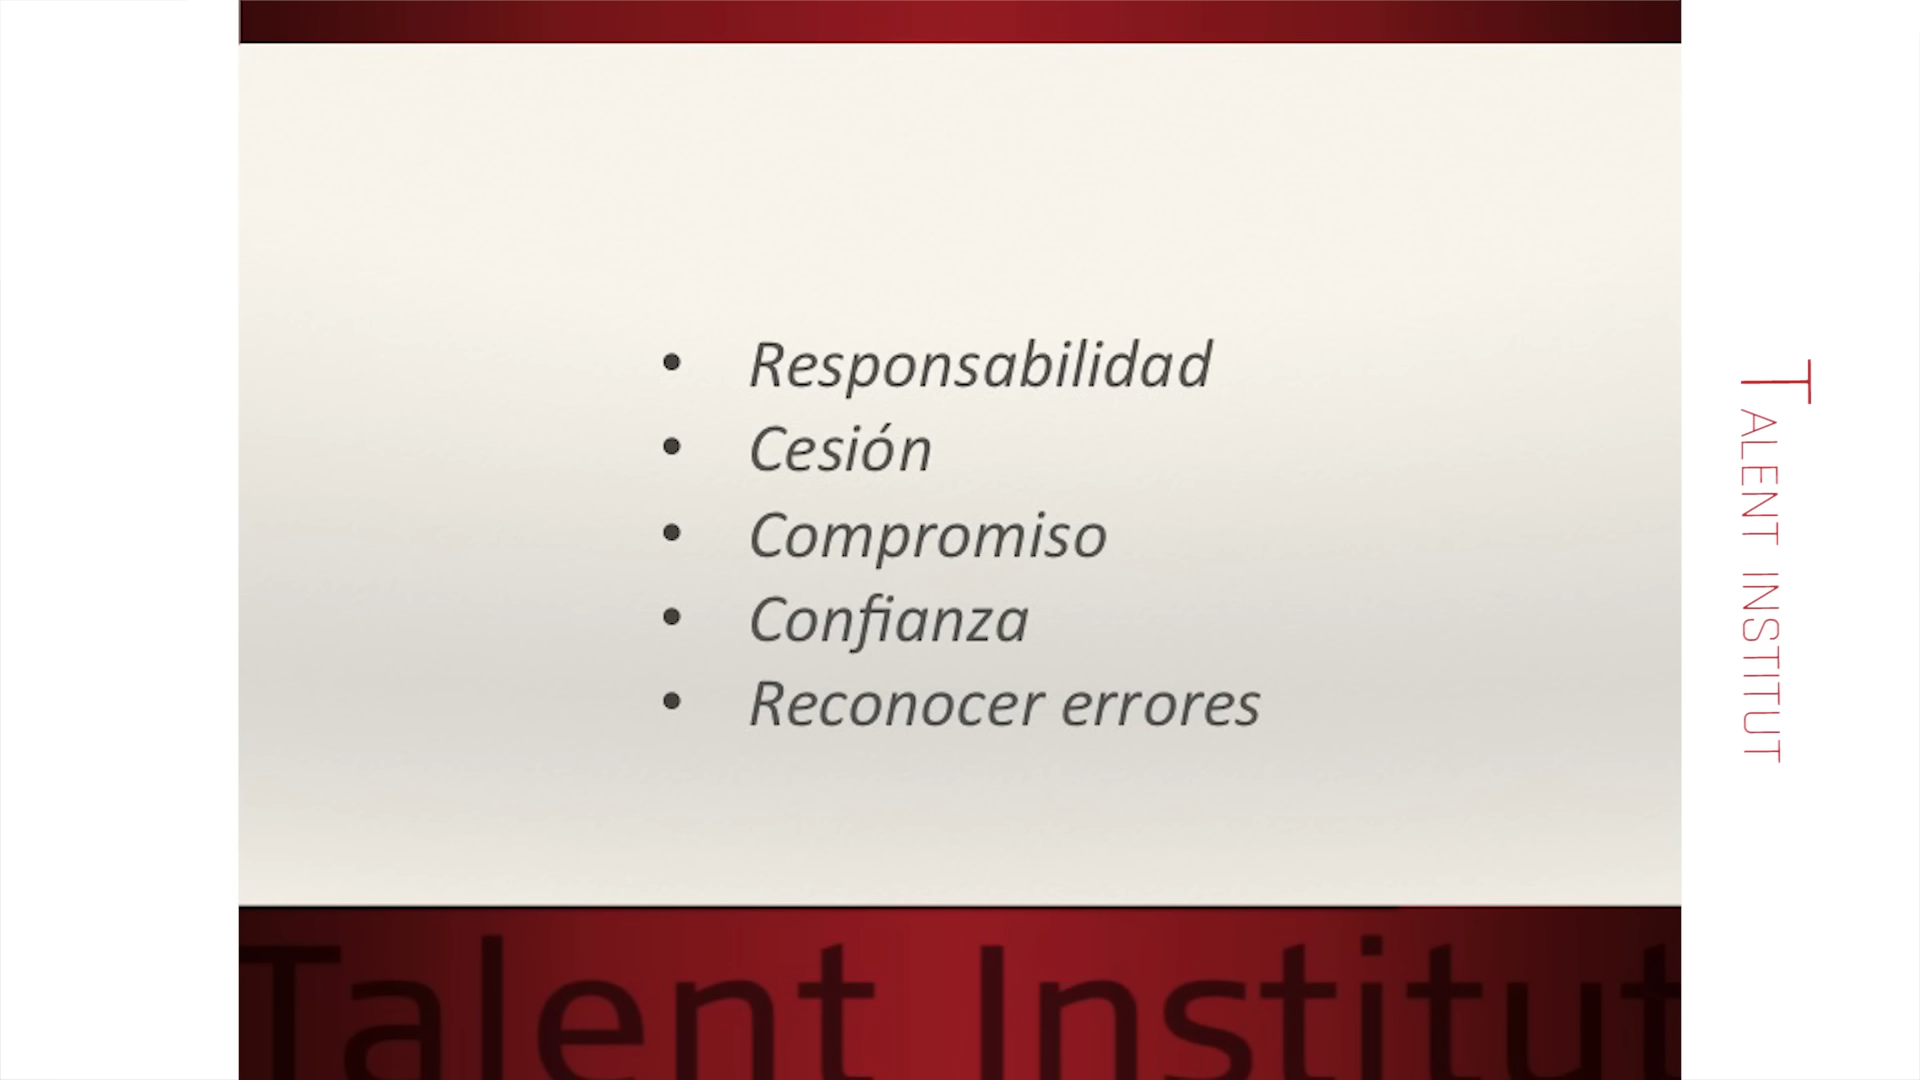 Responsabilidad
Cesión
Compromiso
Confianza
Reconocer errores
TALENT INSTITUT
Talent Institut